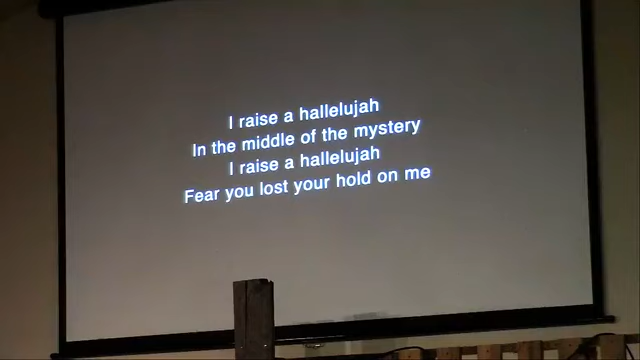 I raise a hallelujah
In the middle of the mystery
I raise a hallelujah
Fear you lost your hold on me